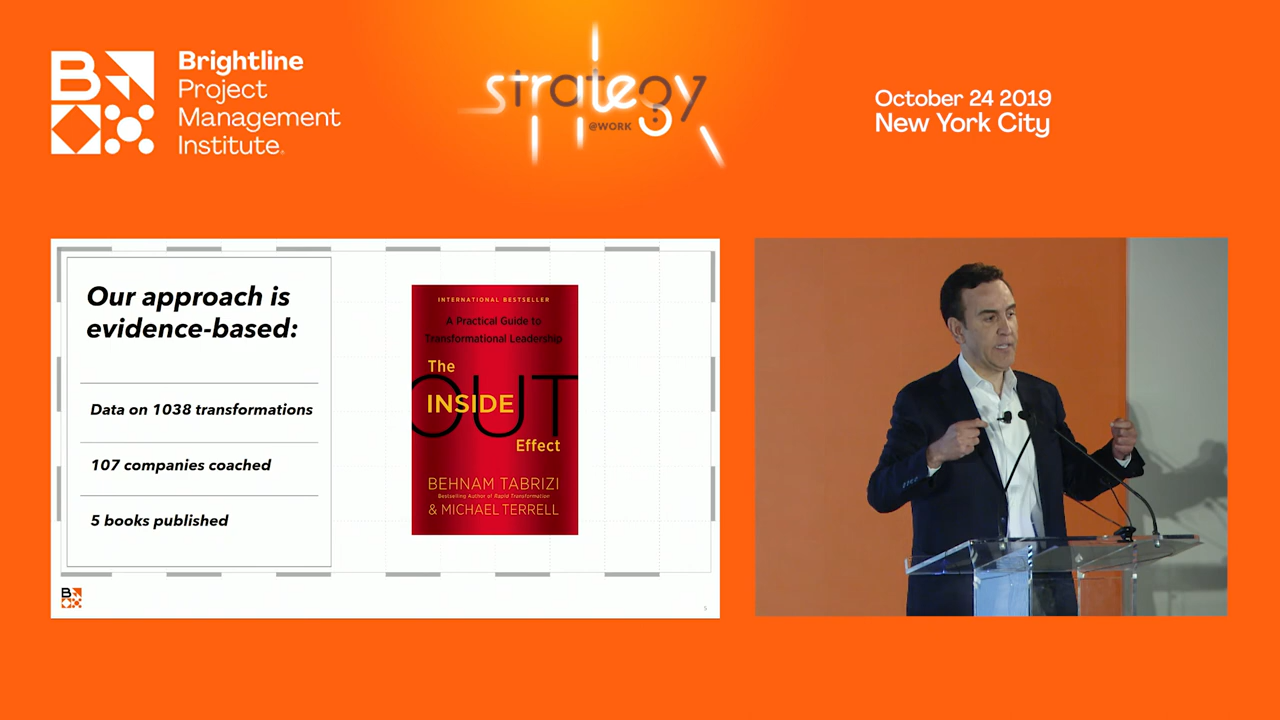 Brightline
Project
Management
Institute.
strategy
@WORK
October 24 2019
New York City
Our approach is
evidence-based:
Data on 1038 transformations
107 companies coached
5 books published
INTERNATIONAL BESTSELLER
A Practical Guide to
Transformational Leadership
The
OUT
INSIDE
Effect
BEHNAM TABRIZI
Bestselling Author of Rapid Transformation
& MICHAEL TERRELL
B
5